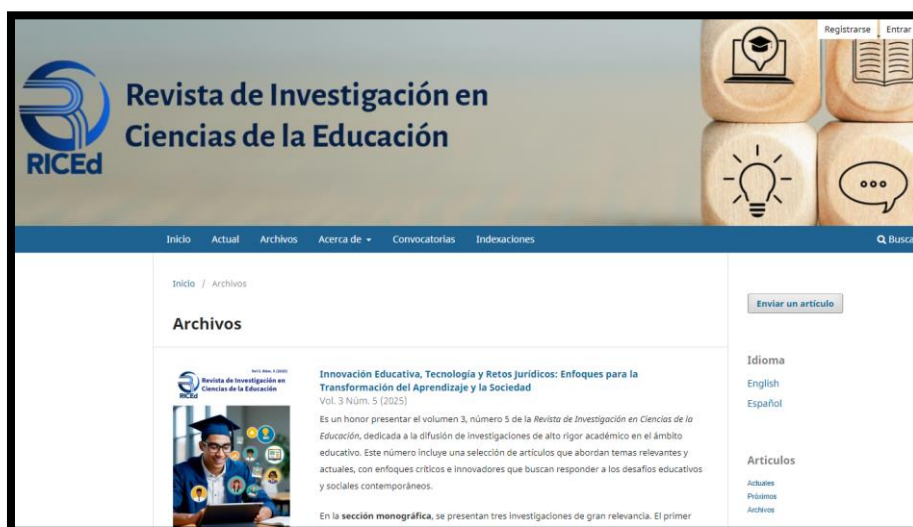 Registrarse Entrar
Revista de Investigación en
Ciencias de la Educación
RICEd
Inicio Actual Archivos Acerca de Convocatorias Indexaciones Busca
Inicio / Archivos
Archivos
Revista de Investigación en
Ciencias de la Educación
RICEd
Innovación Educativa, Tecnología y Retos Jurídicos: Enfoques para la
Transformación del Aprendizaje y la Sociedad
Vol. 3 Núm. 5 (2025)
Es un honor presentar el volumen 3, número 5 de la Revista de Investigación en Ciencias de la
Educación, dedicada a la difusión de investigaciones de alto rigor académico en el ámbito
educativo. Este número incluye una selección de artículos que abordan temas relevantes y
actuales, con enfoques críticos e innovadores que buscan responder a los desafíos educativos
y sociales contemporáneos.
En la sección monográfica, se presentan tres investigaciones de gran relevancia. El primer
Enviar un artículo
Idioma
English
Español
Articulos
Actuales
Próximos
Archivos